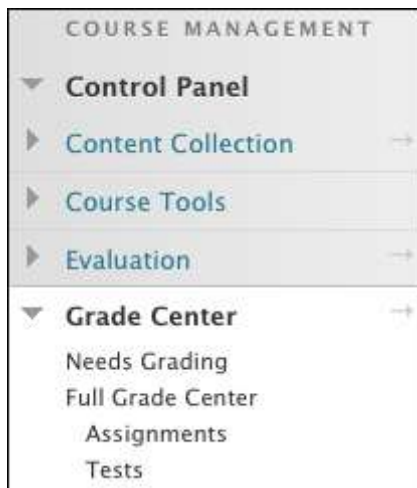 COURSE MANAGEMENT
Control Panel
Content Collection
Course Tools
Evaluation
Grade Center
Needs Grading
Full Grade Center
Assignments
Tests